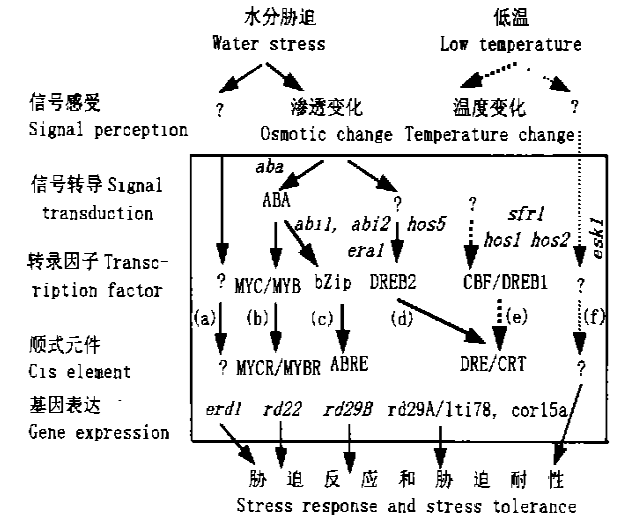 水分胁迫 低温
Water stress Low temperature
信号感受 ? 渗透变化 温度变化 ?
Signal perception Osmotic change Temperature change
aba
信号转导 Signal ABA ? ?
transduction abi1, abi2 hos5 sfr1
era1 hos1 hos2 esk1
转录因子 Transc-
ription factor ? MYC/MYB bZip DREB2 CBF/DREB1 ?
(a) (b) (c) (d) (e) (f)
顺式元件
Cis element ? MYCR/MYBR ABRE DRE/CRT ?
基因表达 erd1 rd22 rd29B rd29A/lti78, cor15a
Gene expression
胁迫反应和胁迫耐性
Stress response and stress tolerance